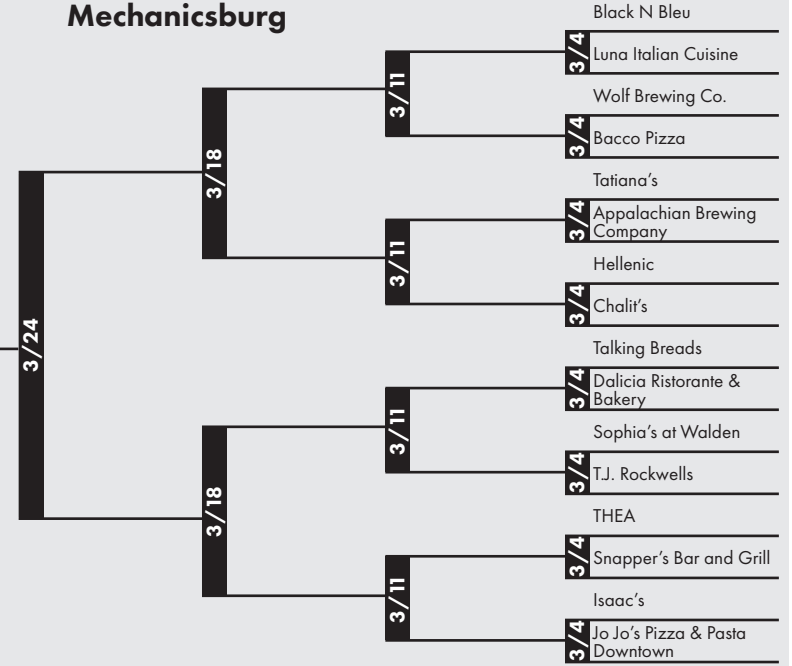 Mechanicsburg
Black N Bleu
3/4
Luna Italian Cuisine
3/11
Wolf Brewing Co.
3/4
Bacco Pizza
3/18
Tatiana's
3/4
Appalachian Brewing
Company
3/11
Hellenic
3/4
Chalit's
3/24
Talking Breads
3/4
Dalicia Ristorante &
Bakery
3/11
Sophia's at Walden
3/4
T.J. Rockwells
3/18
THEA
3/4
Snapper's Bar and Grill
3/11
Isaac's
3/4
Jo Jo's Pizza & Pasta
Downtown